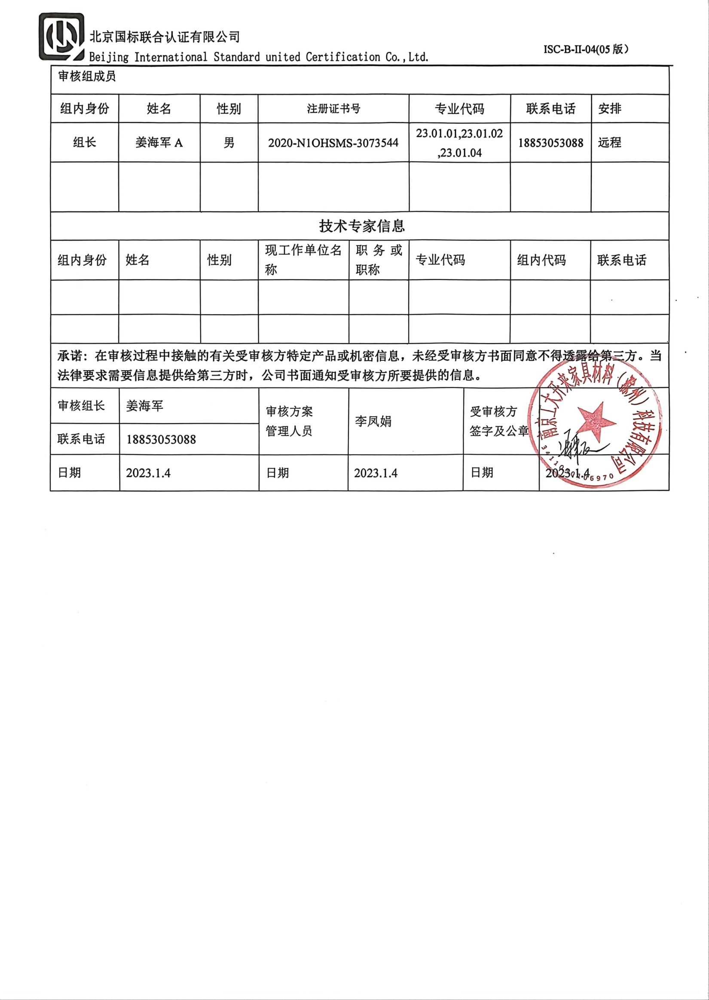 北京国标联合认证有限公司
Beijing International Standard united Certification Co.,Ltd.
ISC-B-II-04(05 版）
审核组成员
组内身份 姓名 性别 注册证书号 专业代码 联系电话 安排
组长 姜海军 A 男 2020-N1OHSMS-3073544 23.01.01,23.01.02 18853053088 远程
,23.01.04
技术专家信息
组内身份 姓名 性别 现工作单位名 职 务 或 专业代码 组内代码 联系电话
称 职称
承诺：在审核过程中接触的有关受审核方特定产品或机密信息，未经受审核方书面同意不得透露给第三方。当
法律要求需要信息提供给第三方时，公司书面通知受审核方所要提供的信息。
审核组长 姜海军 审核方案 李凤娟 受审核方
联系电话 18853053088 管理人员 签字及公章
日期 2023.1.4 日期 2023.1.4 日期 2023.1.4
南京工大开来家具材料（滁州）科技有限公司